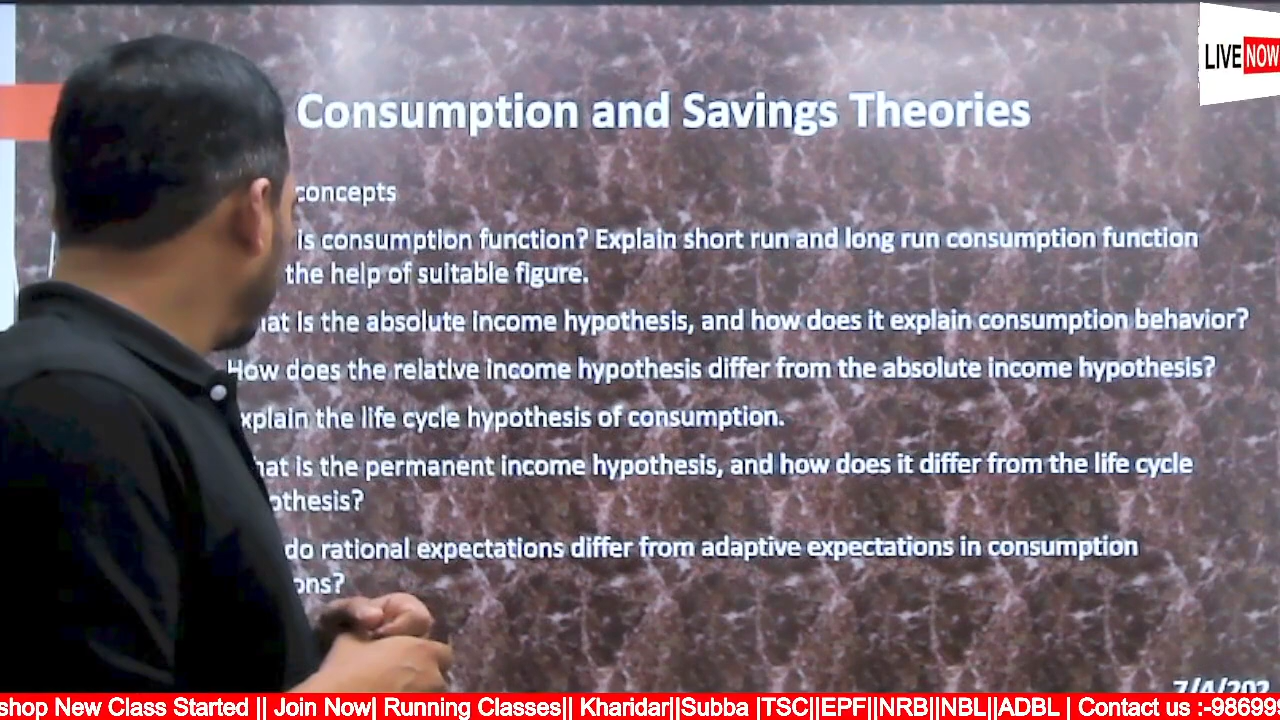 LIVE NOW
Consumption and Savings Theories
concepts
is consumption function? Explain short run and long run consumption function
the help of suitable figure.
is the absolute income hypothesis, and how does it explain consumption behavior?
How does the relative income hypothesis differ from the absolute income hypothesis?
xplain the life cycle hypothesis of consumption.
hat is the permanent income hypothesis, and how does it differ from the life cycle
othesis?
do rational expectations differ from adaptive expectations in consumption
ons?
7/4/202
shop New Class Started || Join Now| Running Classes|| Kharidar||Subba |TSC||EPF||NRB||NBL||ADBL | Contact us :-98699